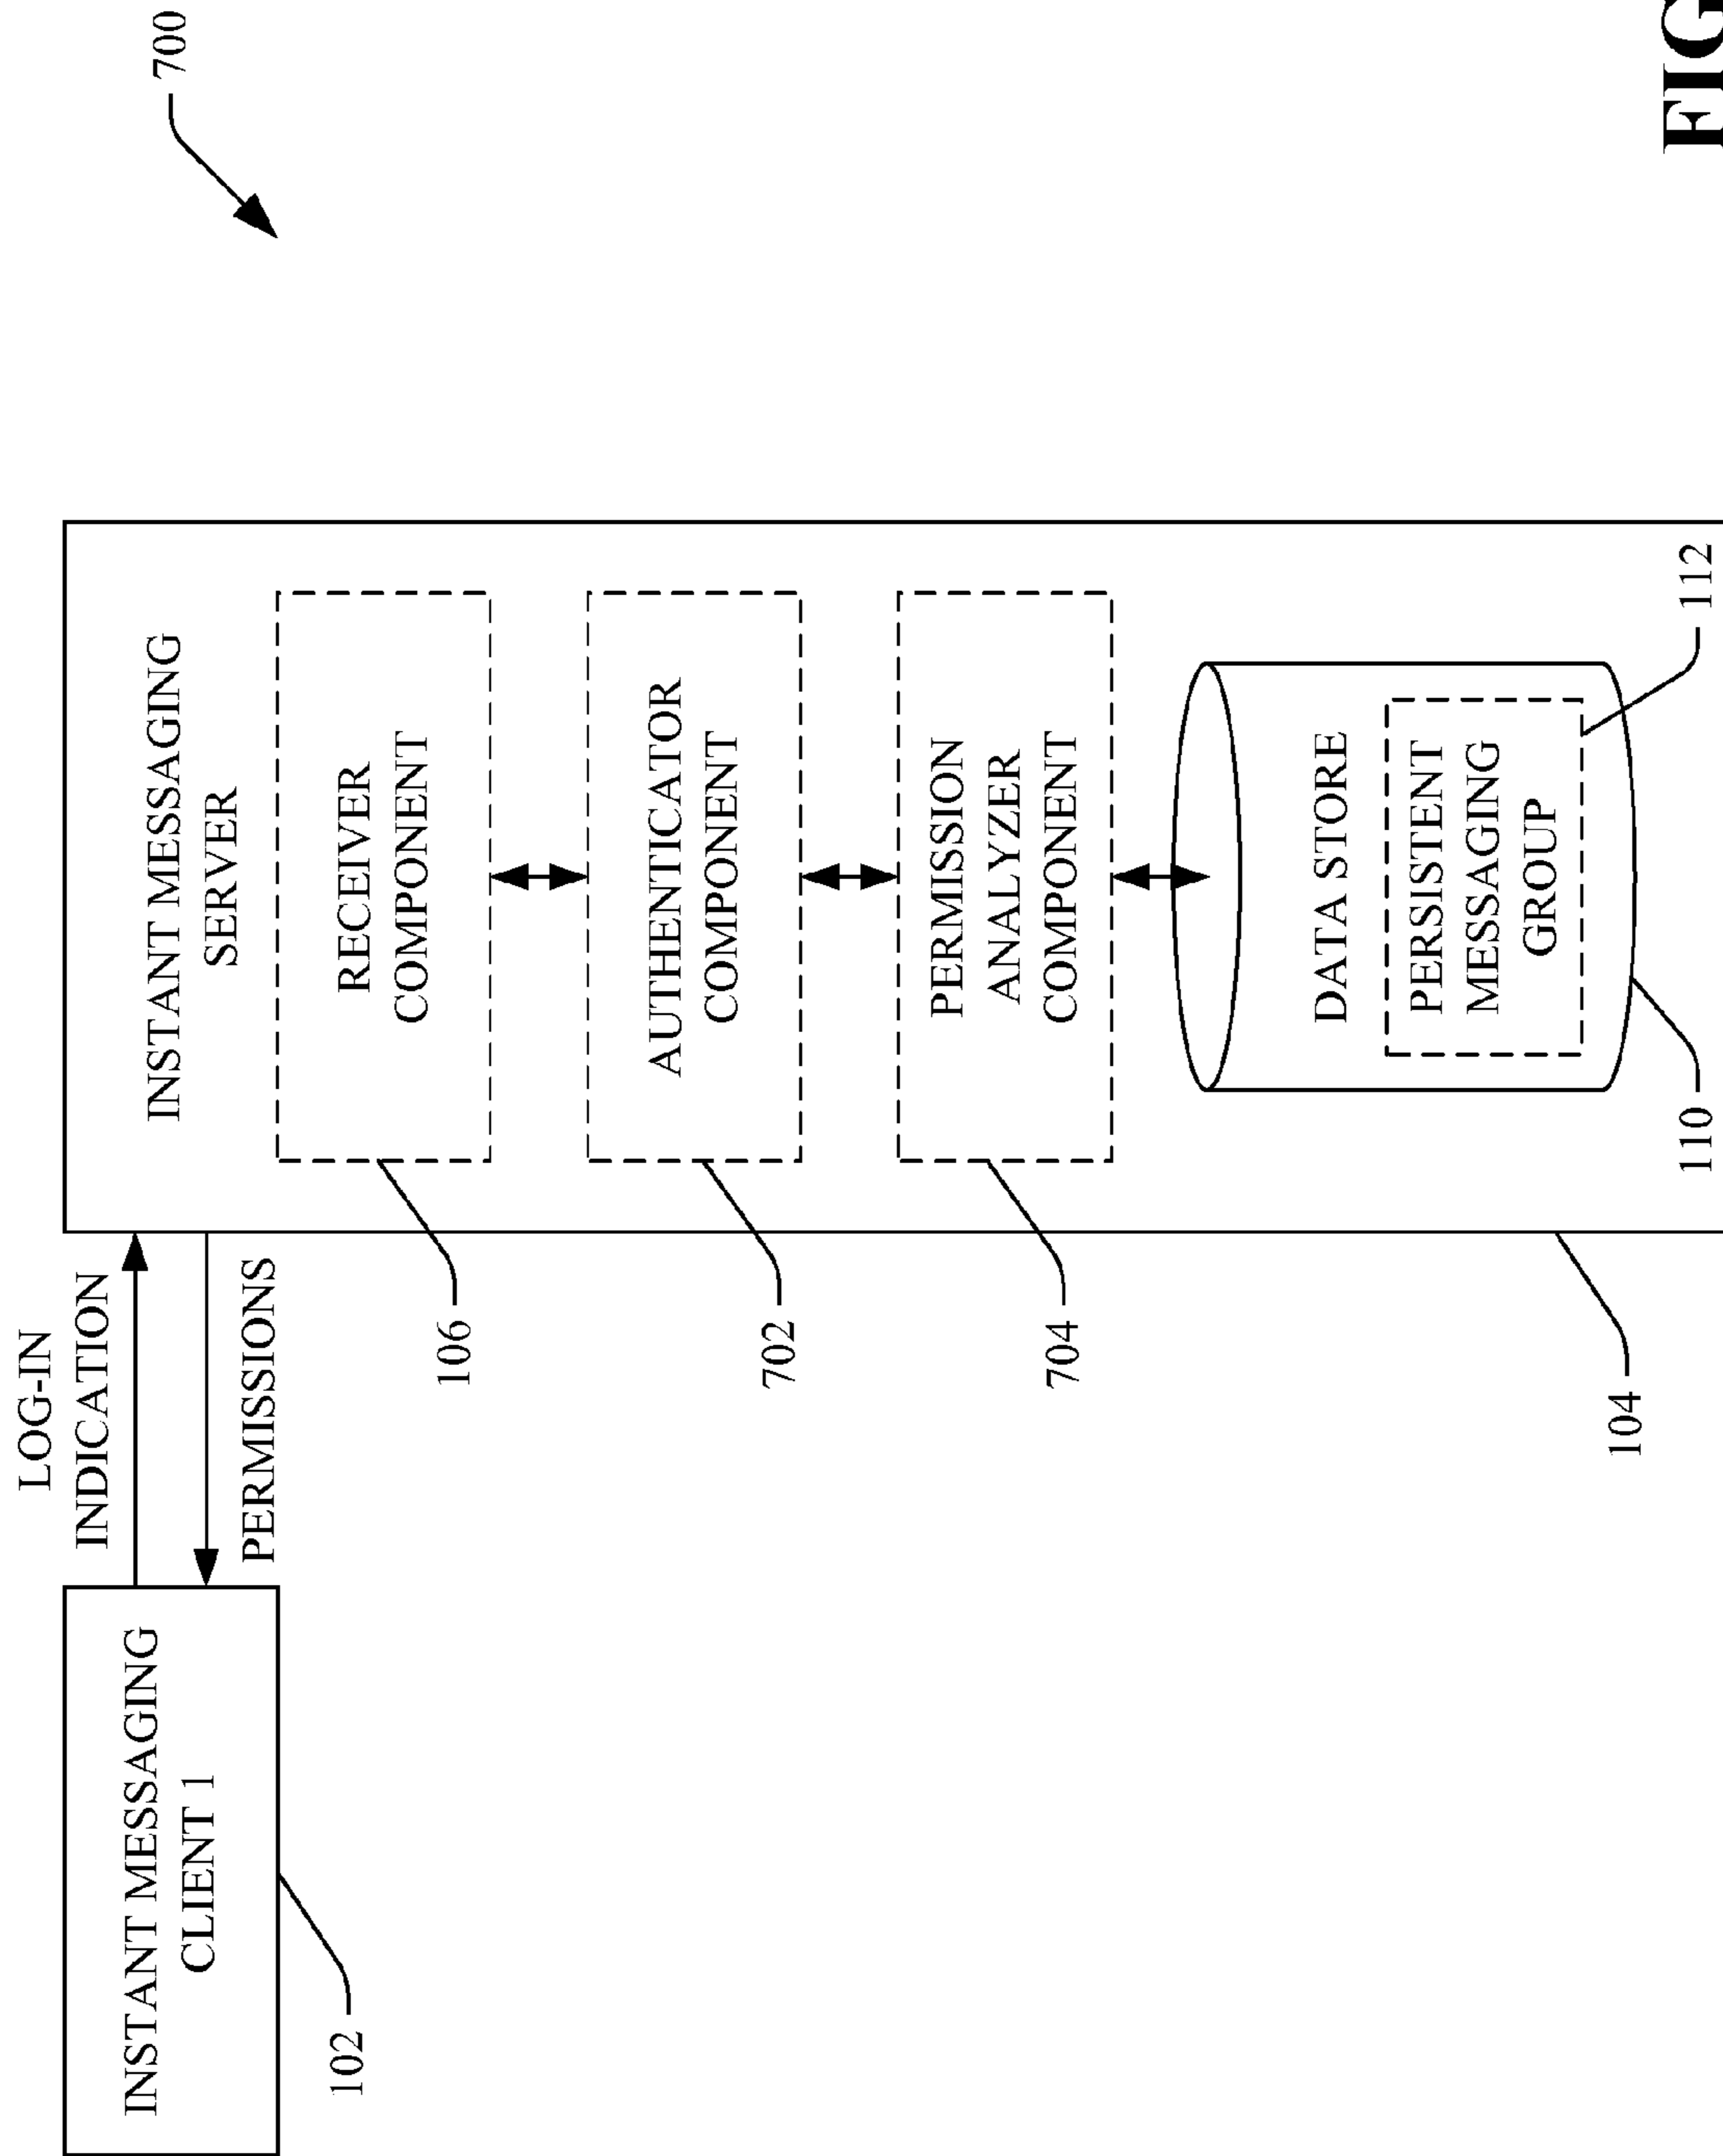 700
LOG-IN
INDICATION
PERMISSIONS
INSTANT MESSAGING
CLIENT 1
102
INSTANT MESSAGING
SERVER
RECEIVER
COMPONENT
106
AUTHENTICATOR
COMPONENT
702
PERMISSION
ANALYZER
COMPONENT
704
DATA STORE
PERSISTENT
MESSAGING
GROUP
112
110
104
FIG